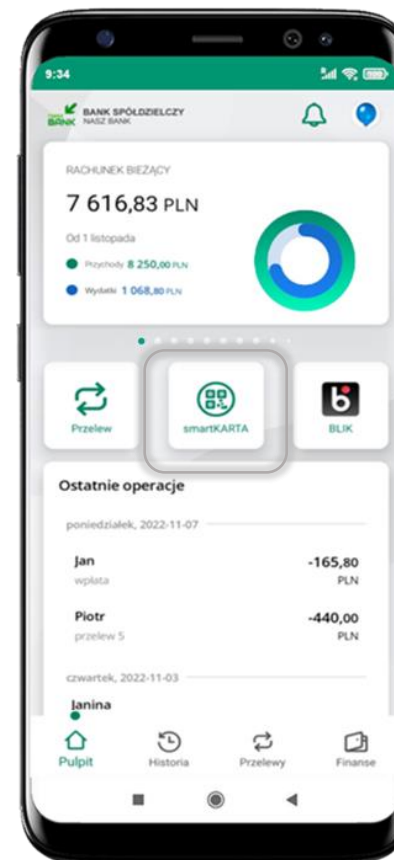 9:34
BANK SPÓŁDZIELCZY
NASZ BANK
BANK
RACHUNEK BIEŻĄCY
7 616,83 PLN
Od 1 listopada
Przychody 8 250,00 PLN
Wydatki 1 068,80 PLN
Przelew
smartKARTA
BLIK
Ostatnie operacje
poniedziałek, 2022-11-07
Jan -165,80
wpłata PLN
Piotr -440,00
przelew 5 PLN
czwartek, 2022-11-03
Janina
Pulpit Historia Przelewy Finanse